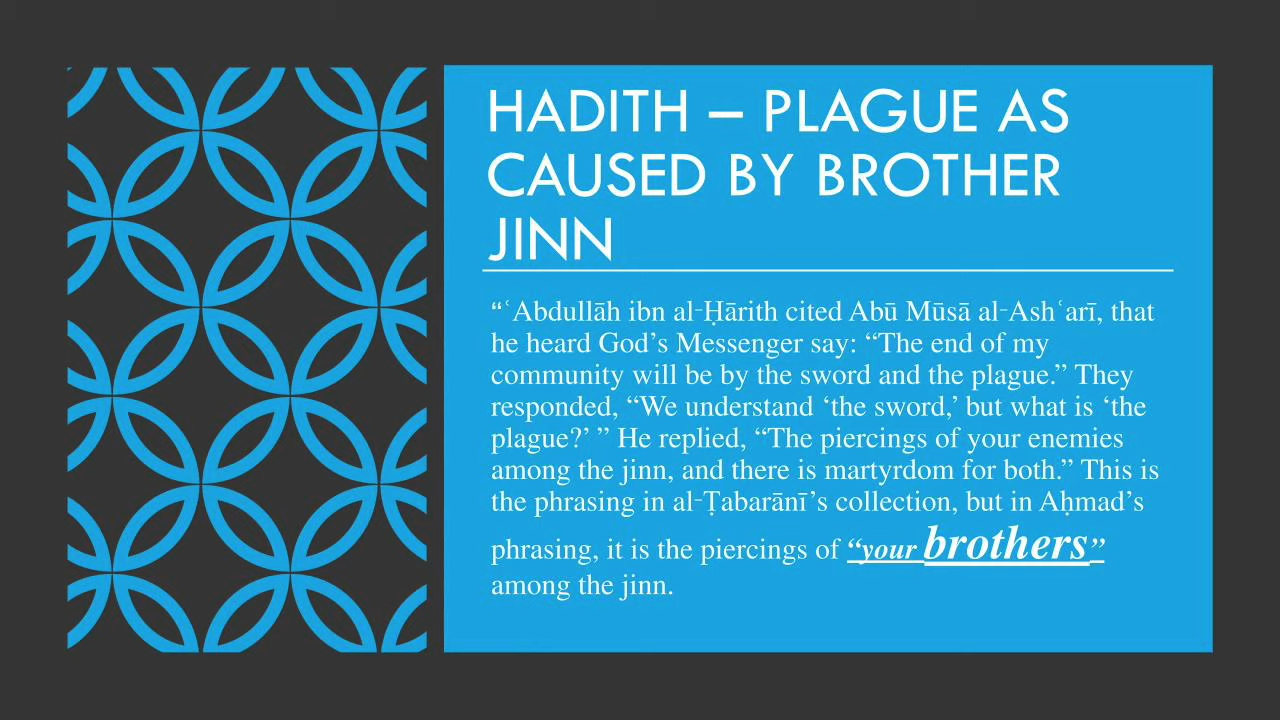 HADITH – PLAGUE AS
CAUSED BY BROTHER
JINN
“ʿAbdullāh ibn al-Ḥārith cited Abū Mūsā al-Ashʿarī, that
he heard God’s Messenger say: “The end of my
community will be by the sword and the plague.” They
responded, “We understand ‘the sword,’ but what is ‘the
plague?’ ” He replied, “The piercings of your enemies
among the jinn, and there is martyrdom for both.” This is
the phrasing in al-Ṭabarānī’s collection, but in Aḥmad’s
phrasing, it is the piercings of “your brothers”
among the jinn.